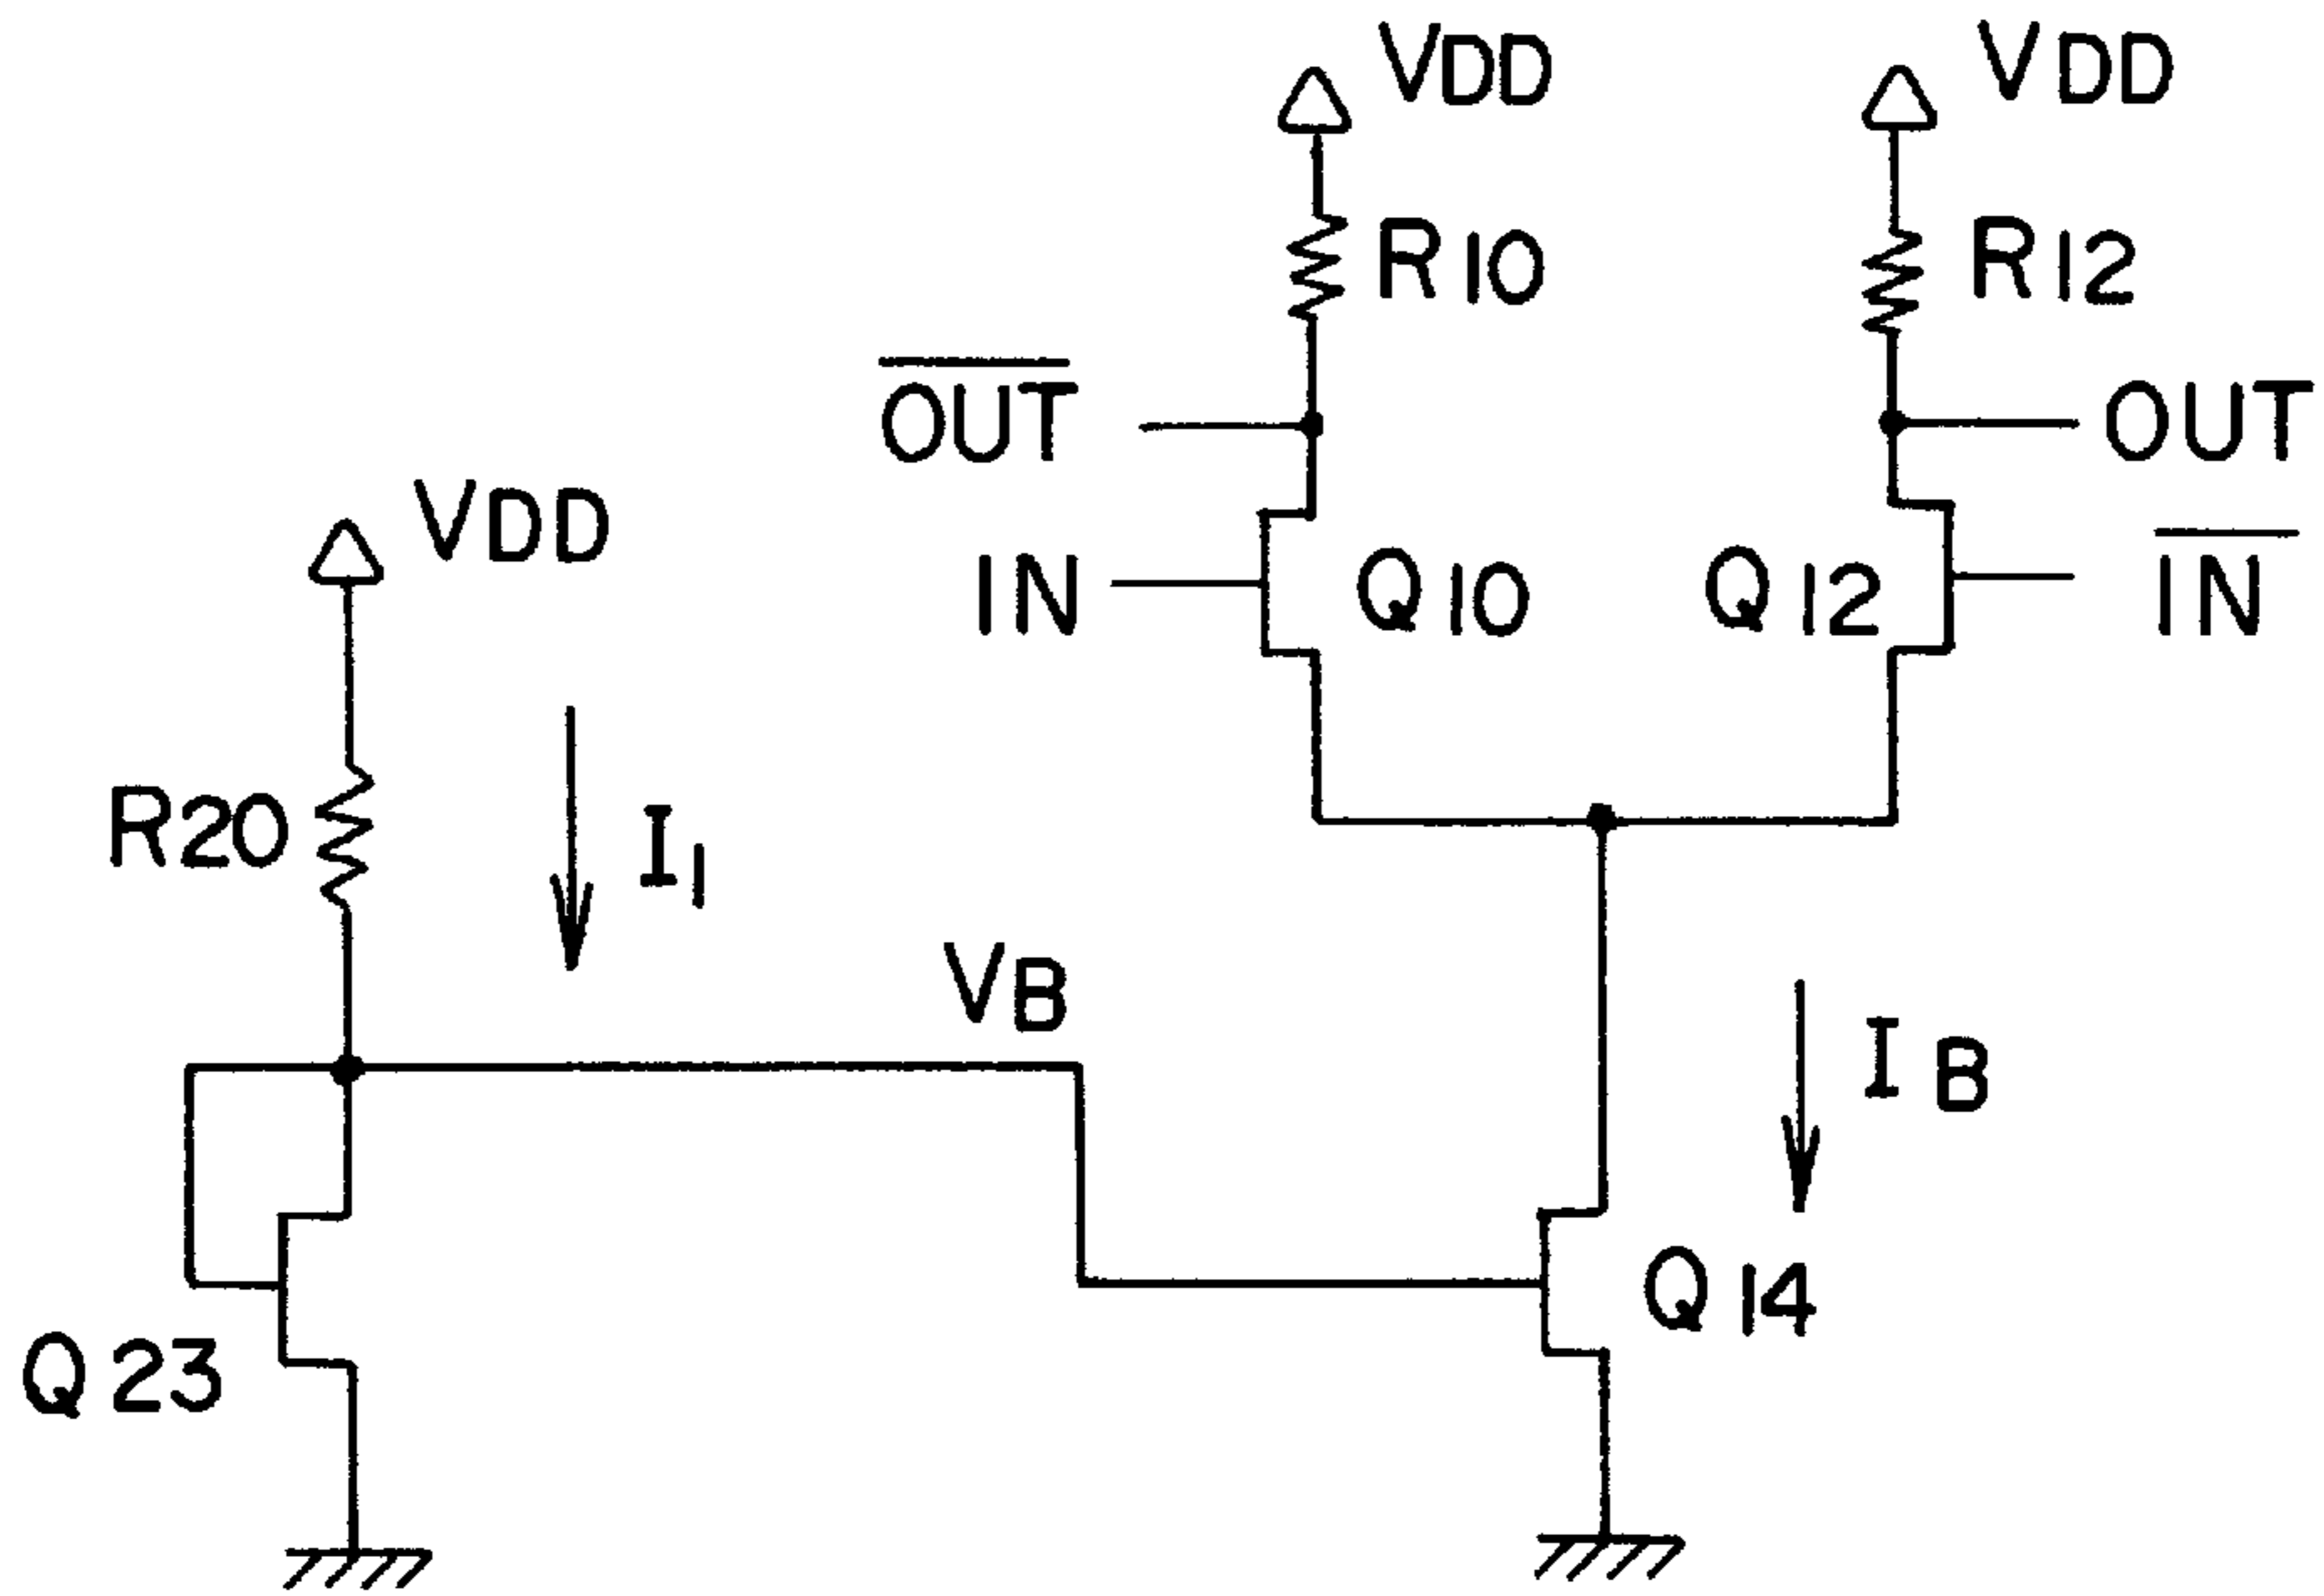 VDD
VDD
R10
R12
OUT
OUT
VDD
IN
Q10
Q12
IN
R20
I1
VB
IB
Q14
Q23